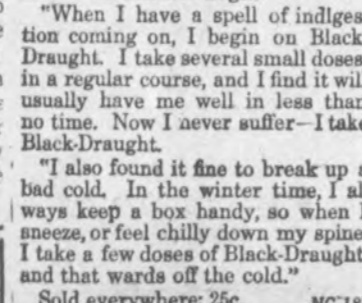 "When I have a spell of indiges
tion coming on, I begin on Black
Draught. I take several small doses
in a regular course, and I find it wil
usually have me well in less than
no time. Now I never suffer—I take
Black-Draught.
"I also found it fine to break up a
bad cold. In the winter time, I al
ways keep a box handy, so when I
sneeze, or feel chilly down my spine
I take a few doses of Black-Draught
and that wards off the cold."
Sold everywhere; 25c